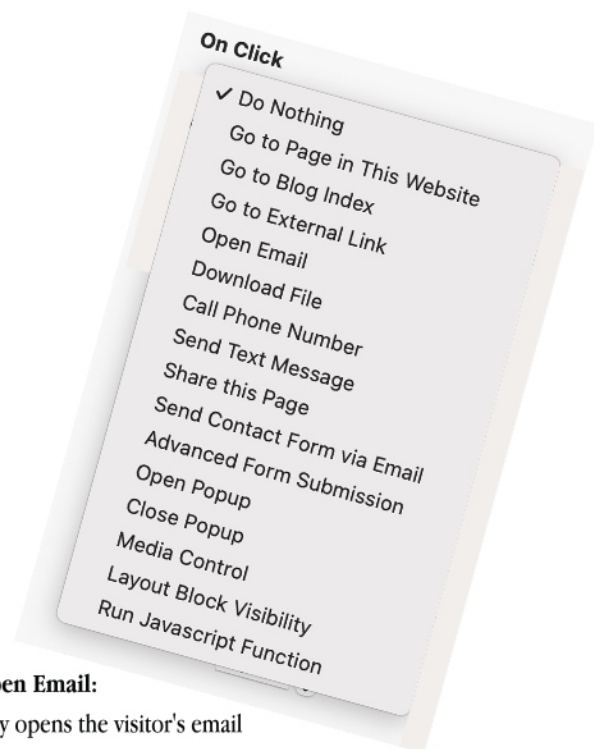 On Click
✓ Do Nothing
Go to Page in This Website
Go to Blog Index
Go to External Link
Open Email
Download File
Call Phone Number
Send Text Message
Share this Page
Send Contact Form via Email
Advanced Form Submission
Open Popup
Close Popup
Media Control
Layout Block Visibility
Run Javascript Function
Email:
opens the visitor's email